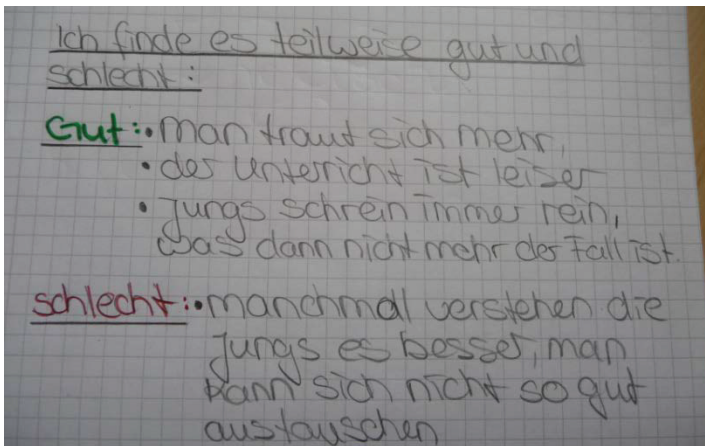 Ich finde es teilweise gut und
schlecht:
Gut: • man traut sich mehr,
• der Unterricht ist leiser
• Jungs schrein immer rein,
was dann nicht mehr der Fall ist.
schlecht: • manchmal verstehen die
Jungs es besser, man
kann sich nicht so gut
austauschen